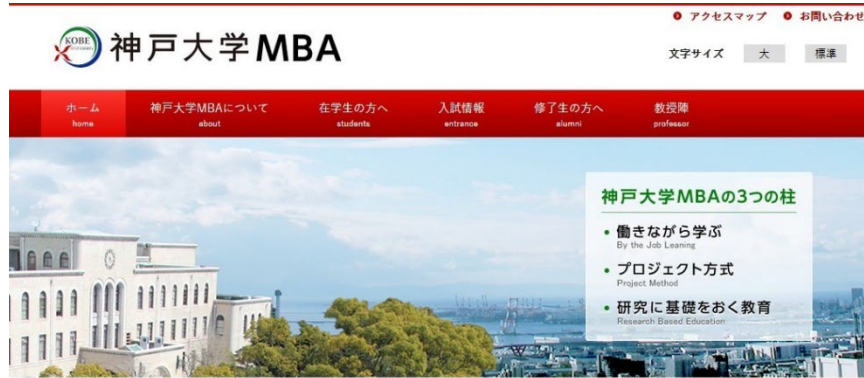 アクセスマップ お問い合わせ
KOBE
神戸大学MBA
文字サイズ 大 標準
ホーム 神戸大学MBAについて 在学生の方へ 入試情報 修了生の方へ 教授陣
home about students entrance alumni professor
神戸大学MBAの3つの柱
• 働きながら学ぶ
By the Job Leaning
• プロジェクト方式
Project Method
• 研究に基礎をおく教育
Research Based Education